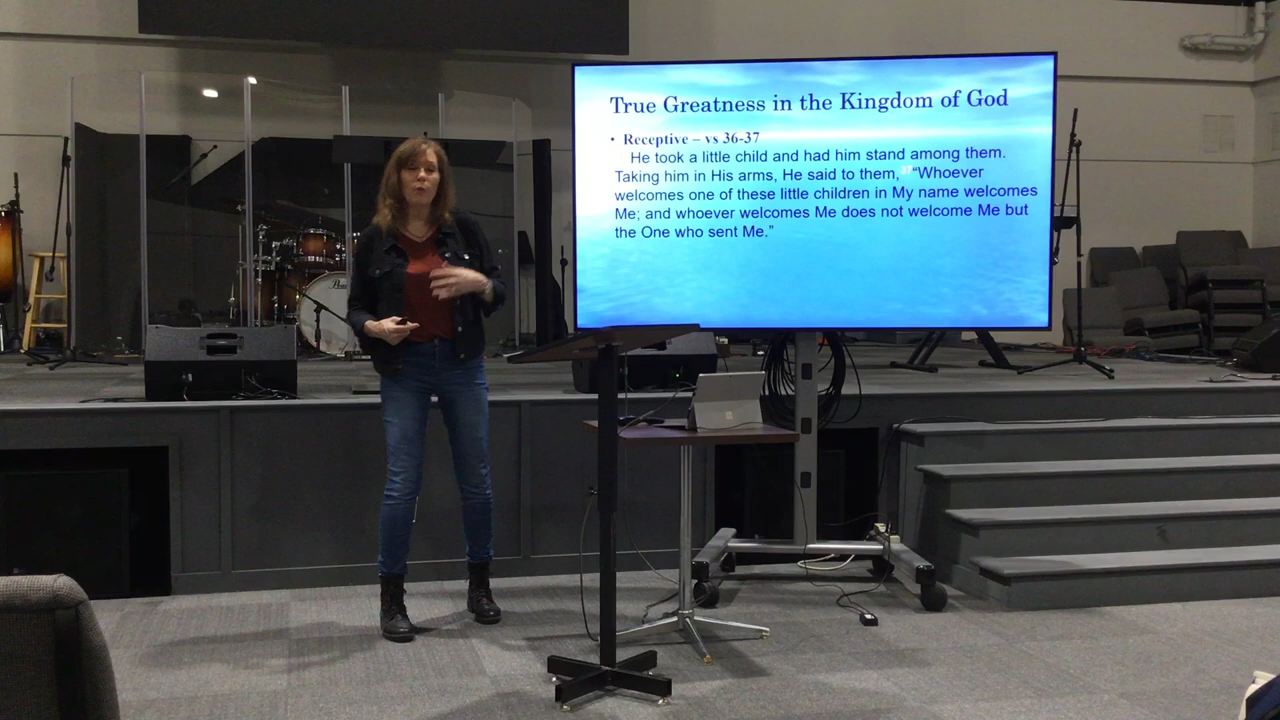 True Greatness in the Kingdom of God
• Receptive – vs 36-37
He took a little child and had him stand among them.
Taking him in His arms, He said to them, 37 “Whoever
welcomes one of these little children in My name welcomes
Me; and whoever welcomes Me does not welcome Me but
the One who sent Me.”